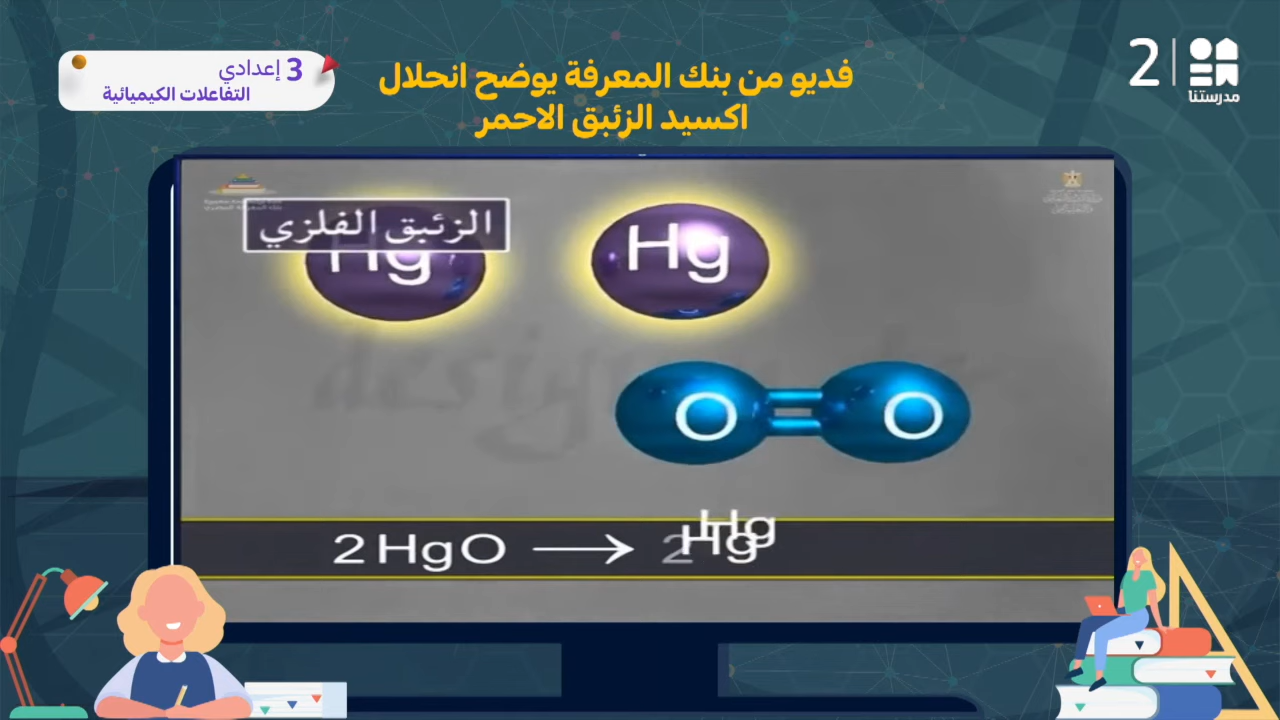 3 إعدادي
التفاعلات الكيميائية
فديو من بنك المعرفة يوضح انحلال
اكسيد الزئبق الاحمر
2
مدرستنا
الزئبق الفلزي
Hg
Hg
O
O
2HgO → 2Hg
Hg